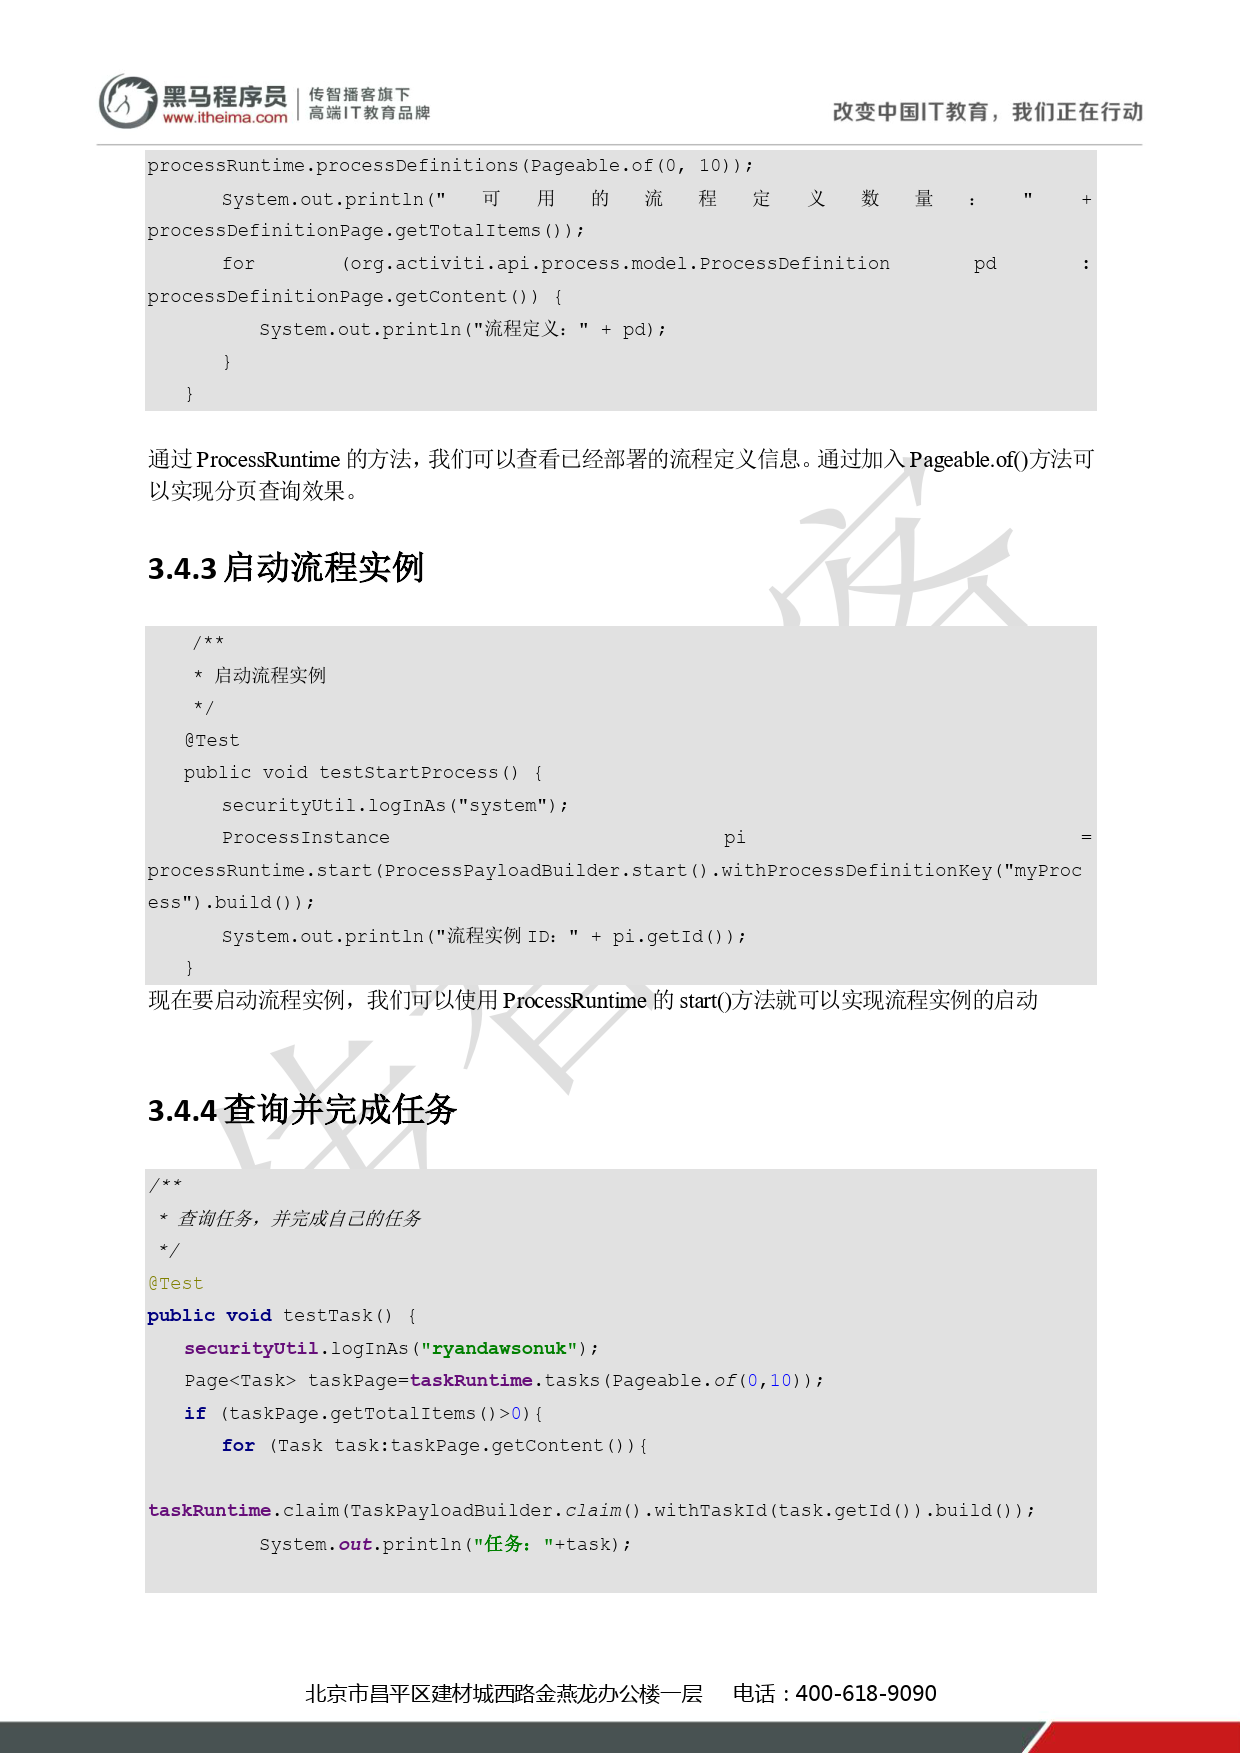 黑马程序员 传智播客旗下
www.itheima.com 高端IT教育品牌
改变中国IT教育，我们正在行动
processRuntime.processDefinitions(Pageable.of(0, 10));
System.out.println("可用的流程定义数量：" +
processDefinitionPage.getTotalItems());
for (org.activiti.api.process.model.ProcessDefinition pd :
processDefinitionPage.getContent()) {
System.out.println("流程定义：" + pd);
}
}
通过 ProcessRuntime 的方法，我们可以查看已经部署的流程定义信息。通过加入 Pageable.of()方法可
以实现分页查询效果。
3.4.3 启动流程实例
/**
* 启动流程实例
*/
@Test
public void testStartProcess() {
securityUtil.logInAs("system");
ProcessInstance pi =
processRuntime.start(ProcessPayloadBuilder.start().withProcessDefinitionKey("myProc
ess").build());
System.out.println("流程实例 ID：" + pi.getId());
}
现在要启动流程实例，我们可以使用 ProcessRuntime 的 start()方法就可以实现流程实例的启动
3.4.4 查询并完成任务
/**
* 查询任务，并完成自己的任务
*/
@Test
public void testTask() {
securityUtil.logInAs("ryandawsonuk");
Page<Task> taskPage=taskRuntime.tasks(Pageable.of(0,10));
if (taskPage.getTotalItems()>0){
for (Task task:taskPage.getContent()){
taskRuntime.claim(TaskPayloadBuilder.claim().withTaskId(task.getId()).build());
System.out.println("任务："+task);
北京市昌平区建材城西路金燕龙办公楼一层 电话：400-618-9090